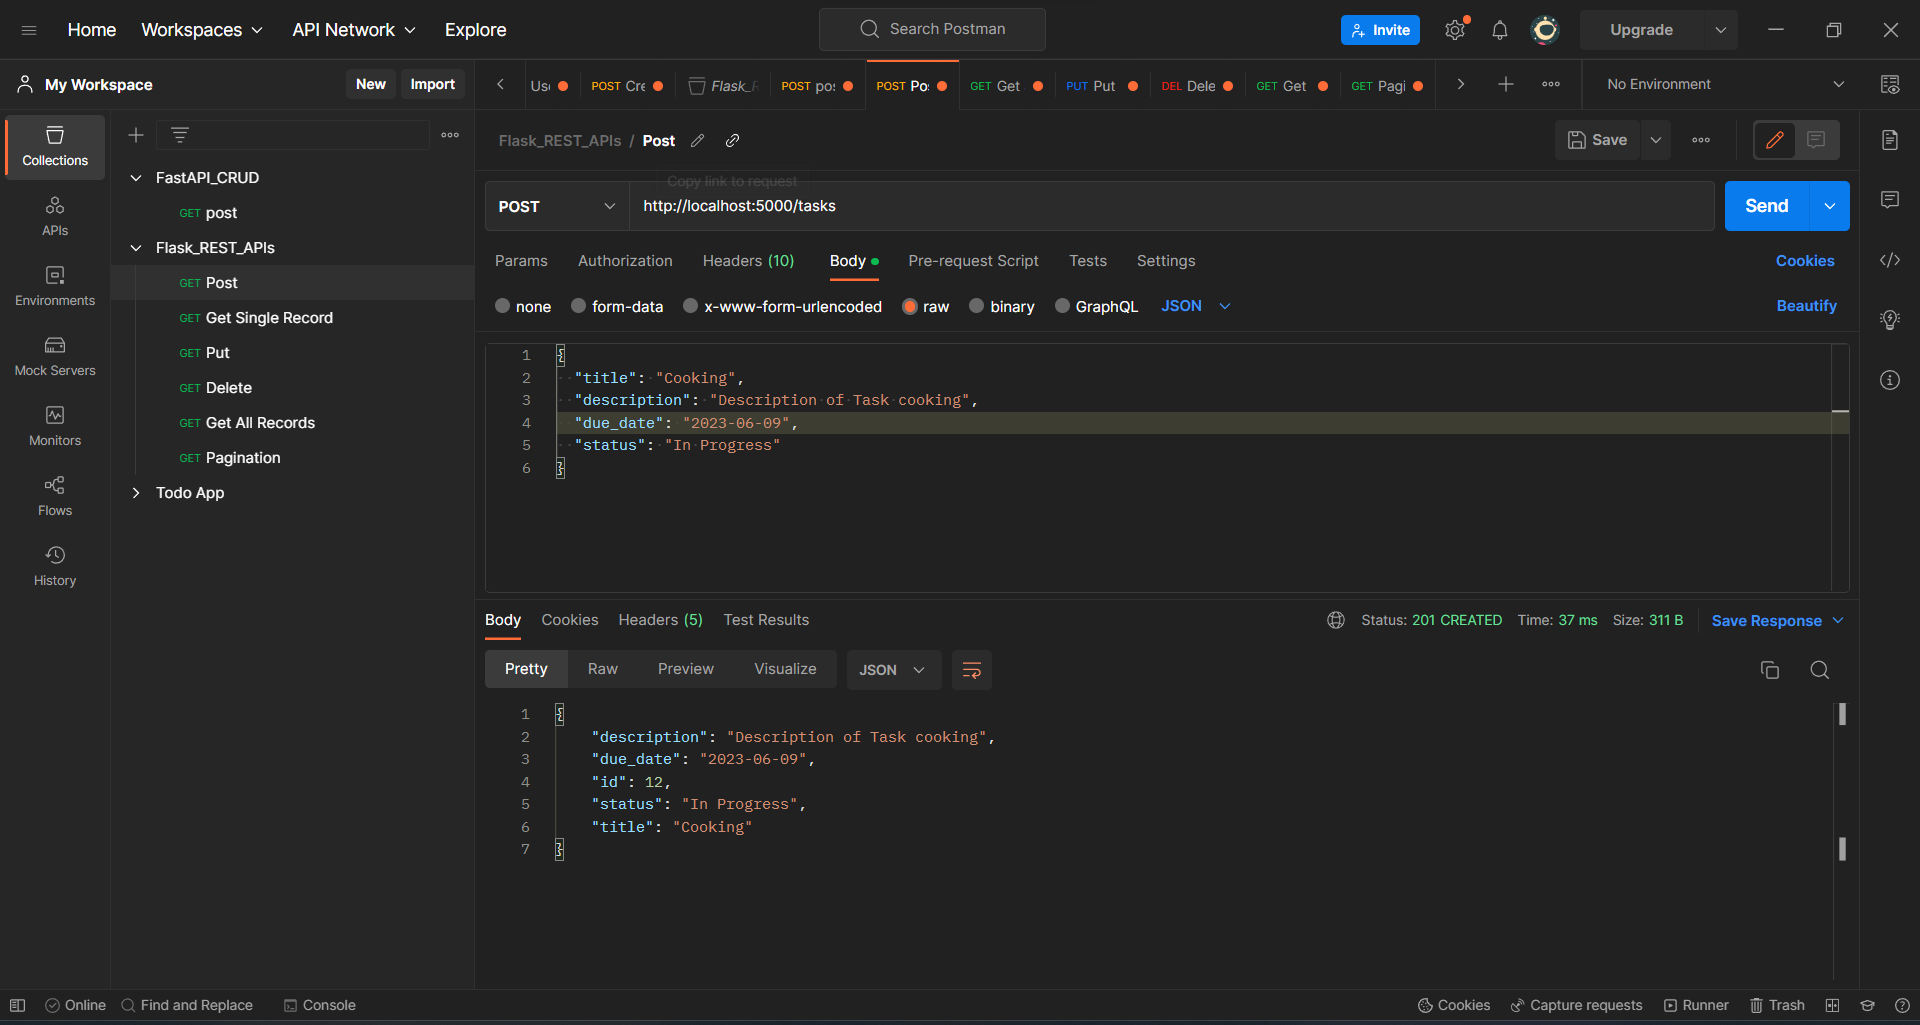 Home Workspaces API Network Explore Search Postman Invite Upgrade
My Workspace New Import
Us POST Cre Flask_R POST pos POST Pos GET Get PUT Put DEL Dele GET Get GET Pagi No Environment
Collections
APIs
Environments
Mock Servers
Monitors
Flows
History
FastAPI_CRUD
GET post
Flask_REST_APIs
GET Post
GET Get Single Record
GET Put
GET Delete
GET Get All Records
GET Pagination
Todo App
Flask_REST_APIs / Post Save
Copy link to request
POST http://localhost:5000/tasks Send
Params Authorization Headers (10) Body Pre-request Script Tests Settings Cookies
none form-data x-www-form-urlencoded raw binary GraphQL JSON Beautify
1 {
2 "title": "Cooking",
3 "description": "Description of Task cooking",
4 "due_date": "2023-06-09",
5 "status": "In Progress"
6 }
Body Cookies Headers (5) Test Results Status: 201 CREATED Time: 37 ms Size: 311 B Save Response
Pretty Raw Preview Visualize JSON
1 {
2 "description": "Description of Task cooking",
3 "due_date": "2023-06-09",
4 "id": 12,
5 "status": "In Progress",
6 "title": "Cooking"
7 }
Online Find and Replace Console Cookies Capture requests Runner Trash